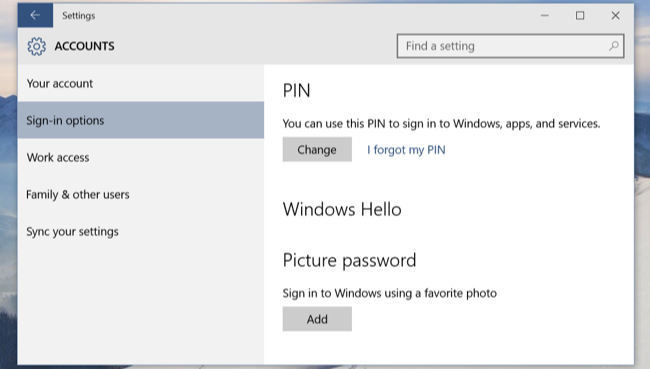 Settings
ACCOUNTS
Find a setting
Your account
Sign-in options
Work access
Family & other users
Sync your settings
PIN
You can use this PIN to sign in to Windows, apps, and services.
Change I forgot my PIN
Windows Hello
Picture password
Sign in to Windows using a favorite photo
Add